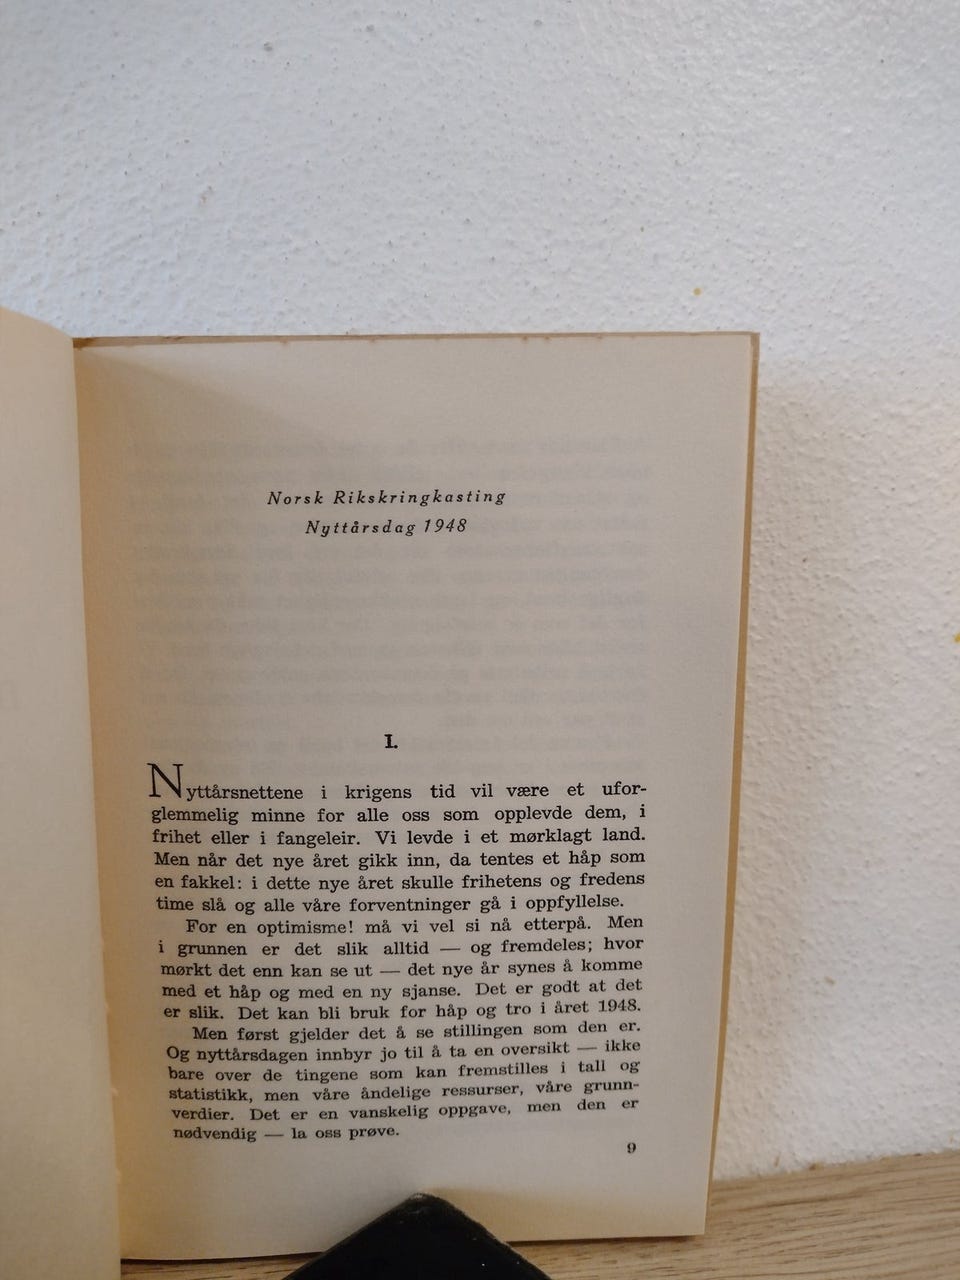 Norsk Rikskringkasting
Nyttårsdag 1948
I.
Nyttårsnettene i krigens tid vil være et ufor-
glemmelig minne for alle oss som opplevde dem, i
frihet eller i fangeleir. Vi levde i et mørklagt land.
Men når det nye året gikk inn, da tentes et håp som
en fakkel: i dette nye året skulle frihetens og fredens
time slå og alle våre forventninger gå i oppfyllelse.
For en optimisme! må vi vel si nå etterpå. Men
i grunnen er det slik alltid — og fremdeles; hvor
mørkt det enn kan se ut — det nye år synes å komme
med et håp og med en ny sjanse. Det er godt at det
er slik. Det kan bli bruk for håp og tro i året 1948.
Men først gjelder det å se stillingen som den er.
Og nyttårsdagen innbyr jo til å ta en oversikt — ikke
bare over de tingene som kan fremstilles i tall og
statistikk, men våre åndelige ressurser, våre grunn-
verdier. Det er en vanskelig oppgave, men den er
nødvendig — la oss prøve.
9